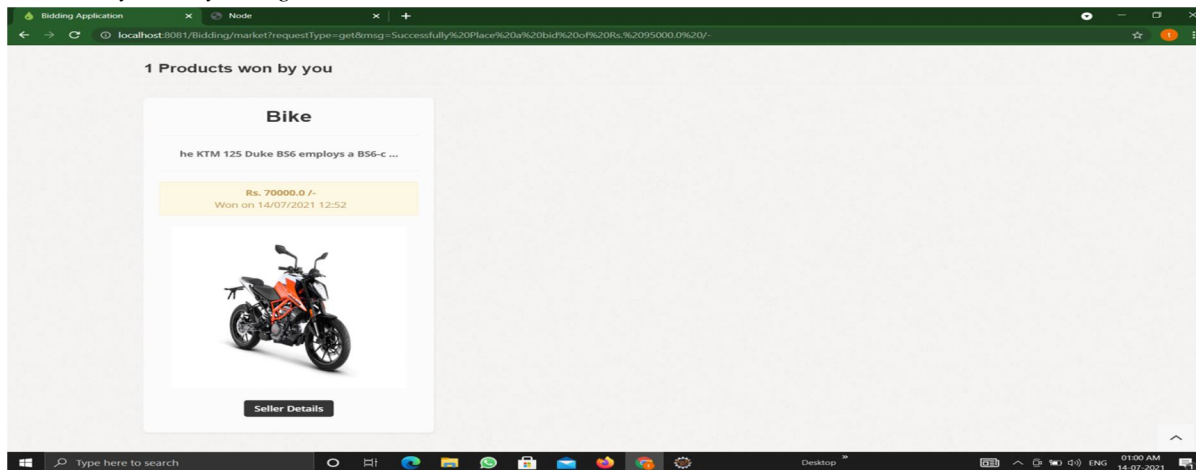 Bidding Application
Node
localhost:8081/Bidding/market?requestType=get&msg=Successfully%20Place%20a%20bid%20of%20Rs.%2095000.0%20/-
1 Products won by you
Bike
he KTM 125 Duke BS6 employs a BS6-c ...
Rs. 70000.0 /-
Won on 14/07/2021 12:52
Seller Details
Type here to search
Desktop
ENG
01:00 AM
14-07-2021